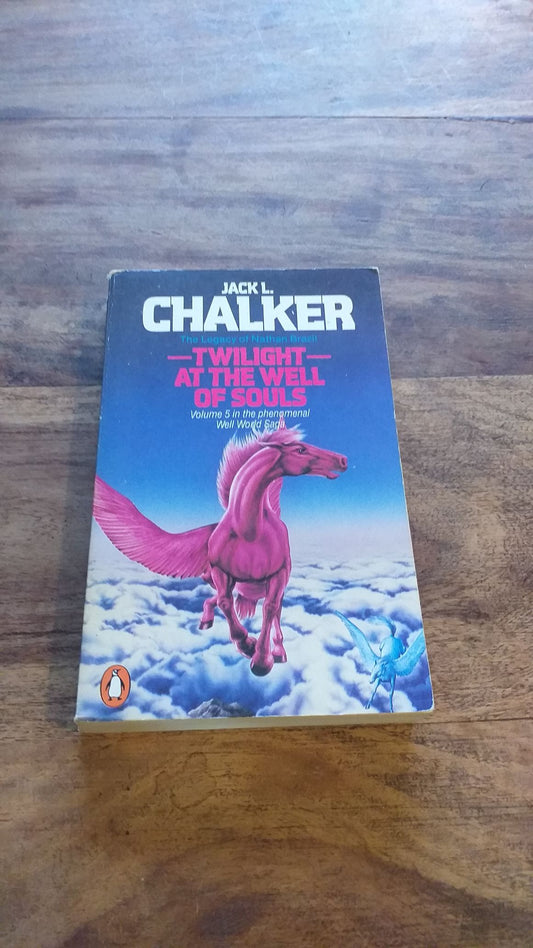 JACK L.
CHALKER
The Legacy of Nathan Brazil
—TWILIGHT—
AT THE WELL
OF SOULS
Volume 5 in the phenomenal
Well World Saga